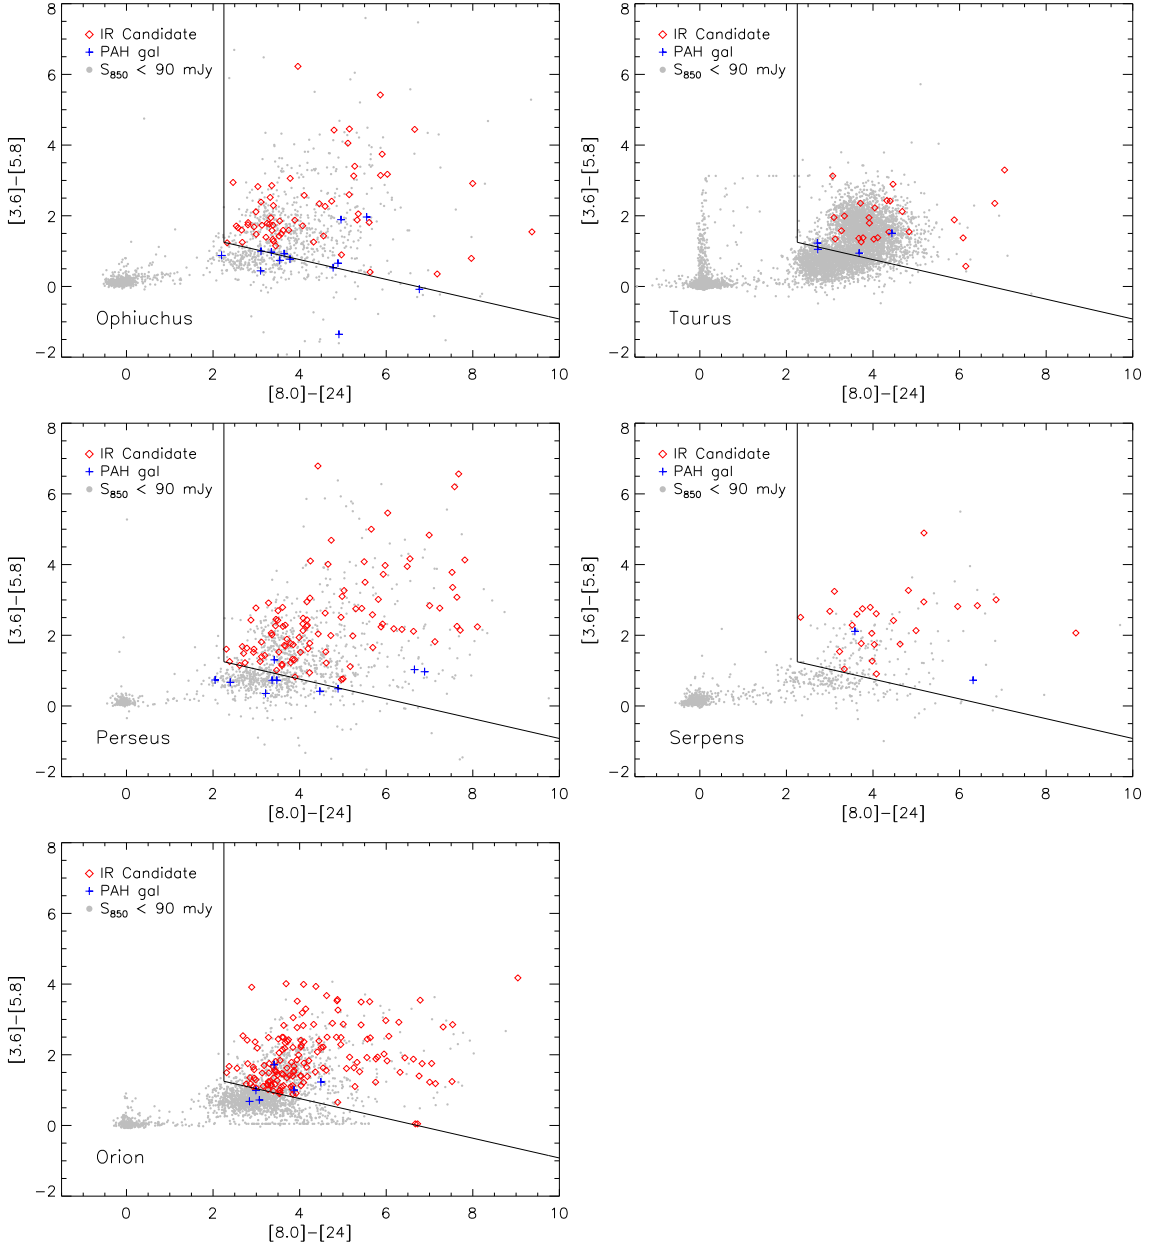 8
6
4
2
0
−2
[3.6]−[5.8]
IR Candidate
PAH gal
S850 < 90 mJy
Ophiuchus
0 2 4 6 8 10
[8.0]−[24]
8
6
4
2
0
−2
[3.6]−[5.8]
IR Candidate
PAH gal
S850 < 90 mJy
Taurus
0 2 4 6 8 10
[8.0]−[24]
8
6
4
2
0
−2
[3.6]−[5.8]
IR Candidate
PAH gal
S850 < 90 mJy
Perseus
0 2 4 6 8 10
[8.0]−[24]
8
6
4
2
0
−2
[3.6]−[5.8]
IR Candidate
PAH gal
S850 < 90 mJy
Serpens
0 2 4 6 8 10
[8.0]−[24]
8
6
4
2
0
−2
[3.6]−[5.8]
IR Candidate
PAH gal
S850 < 90 mJy
Orion
0 2 4 6 8 10
[8.0]−[24]